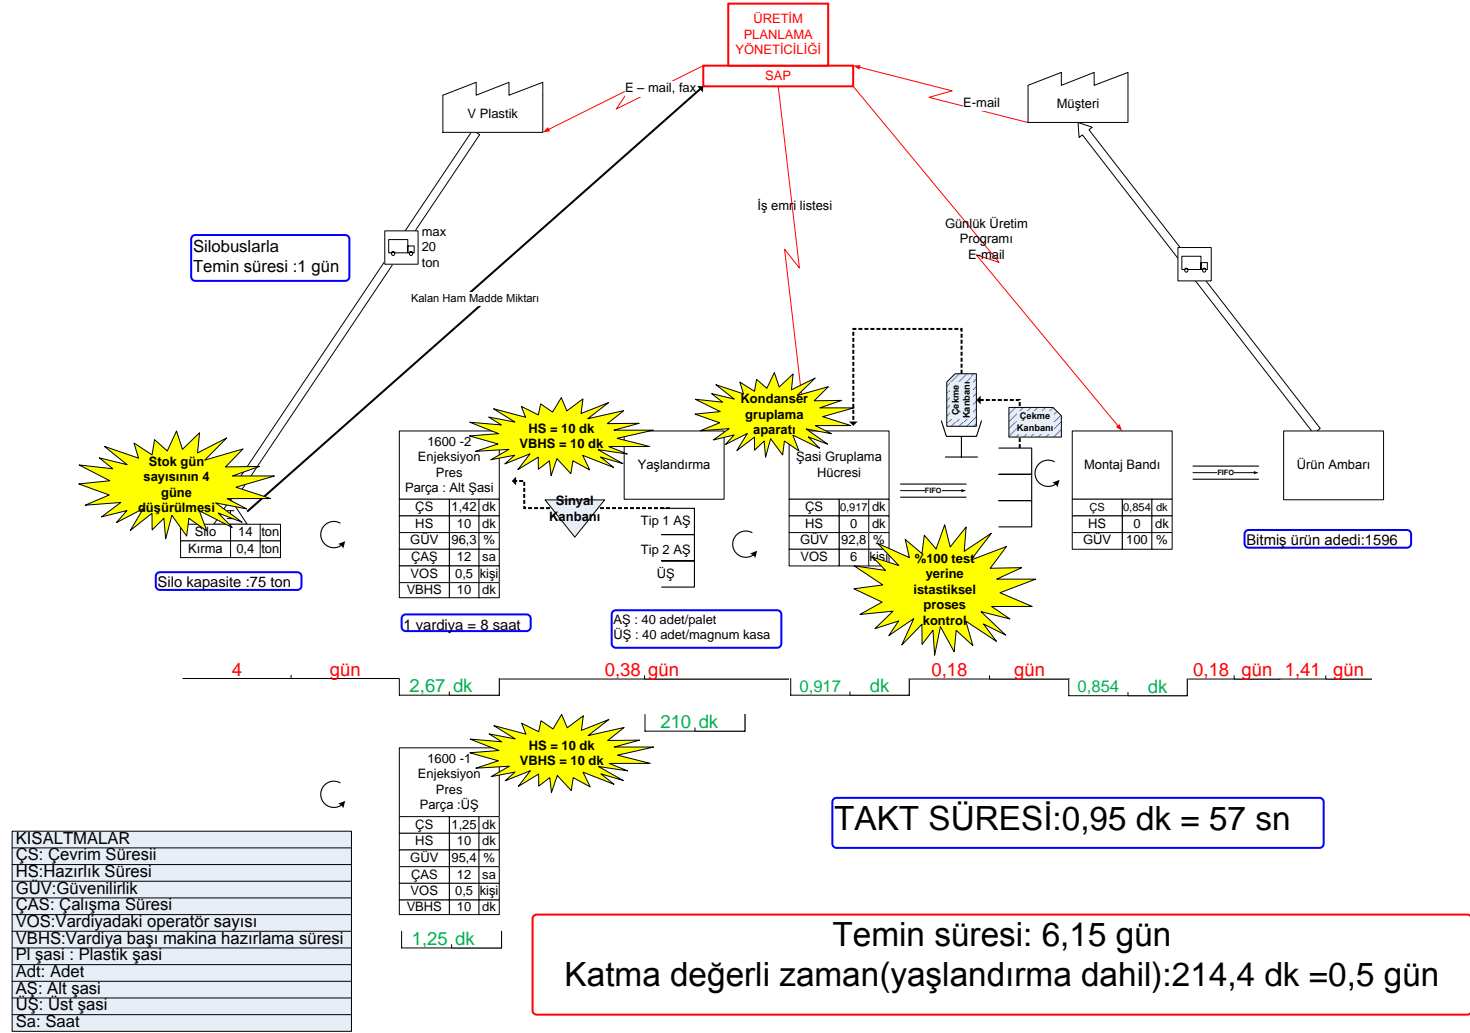 ÜRETİM
PLANLAMA
YÖNETİCİLİĞİ
SAP
E – mail, fax
V Plastik
E-mail
Müşteri
İş emri listesi
Günlük Üretim
Programı
E-mail
Silobuslarla
Temin süresi :1 gün
max
20
ton
Kalan Ham Madde Miktarı
Stok gün
sayısının 4
güne
düşürülmesi
Silo 14 ton
Kırma 0,4 ton
Silo kapasite :75 ton
1600 -2
Enjeksiyon
Pres
Parça : Alt Şasi
ÇS 1,42 dk
HS 10 dk
GÜV 96,3 %
ÇAŞ 12 sa
VOS 0,5 kişi
VBHS 10 dk
1 vardiya = 8 saat
HS = 10 dk
VBHS = 10 dk
Yaşlandırma
Sinyal
Kanbanı
Tip 1 AŞ
Tip 2 AŞ
ÜŞ
AŞ : 40 adet/palet
ÜŞ : 40 adet/magnum kasa
Kondanser
gruplama
aparatı
Şasi Gruplama
Hücresi
ÇS 0,917 dk
HS 0 dk
GÜV 92,8 %
VOS 6 kişi
FIFO
Çekme
Kanbanı
Çekme
Kanbanı
%100 test
yerine
istastiksel
proses
kontrol
Montaj Bandı
ÇS 0,854 dk
HS 0 dk
GÜV 100 %
FIFO
Ürün Ambarı
Bitmiş ürün adedi:1596
4 gün
2,67 dk
0,38 gün
210 dk
0,917 dk
0,18 gün
0,854 dk
0,18 gün
1,41 gün
1600 -1
Enjeksiyon
Pres
Parça :ÜŞ
ÇS 1,25 dk
HS 10 dk
GÜV 95,4 %
ÇAS 12 sa
VOS 0,5 kişi
VBHS 10 dk
1,25 dk
HS = 10 dk
VBHS = 10 dk
TAKT SÜRESİ:0,95 dk = 57 sn
KISALTMALAR
ÇS: Çevrim Süresii
HS:Hazırlık Süresi
GÜV:Güvenilirlik
ÇAS: Çalışma Süresi
VOS:Vardiyadaki operatör sayısı
VBHS:Vardiya başı makina hazırlama süresi
Pl şasi : Plastik şasi
Adt: Adet
AŞ: Alt şasi
ÜŞ: Üst şasi
Sa: Saat
Temin süresi: 6,15 gün
Katma değerli zaman(yaşlandırma dahil):214,4 dk =0,5 gün